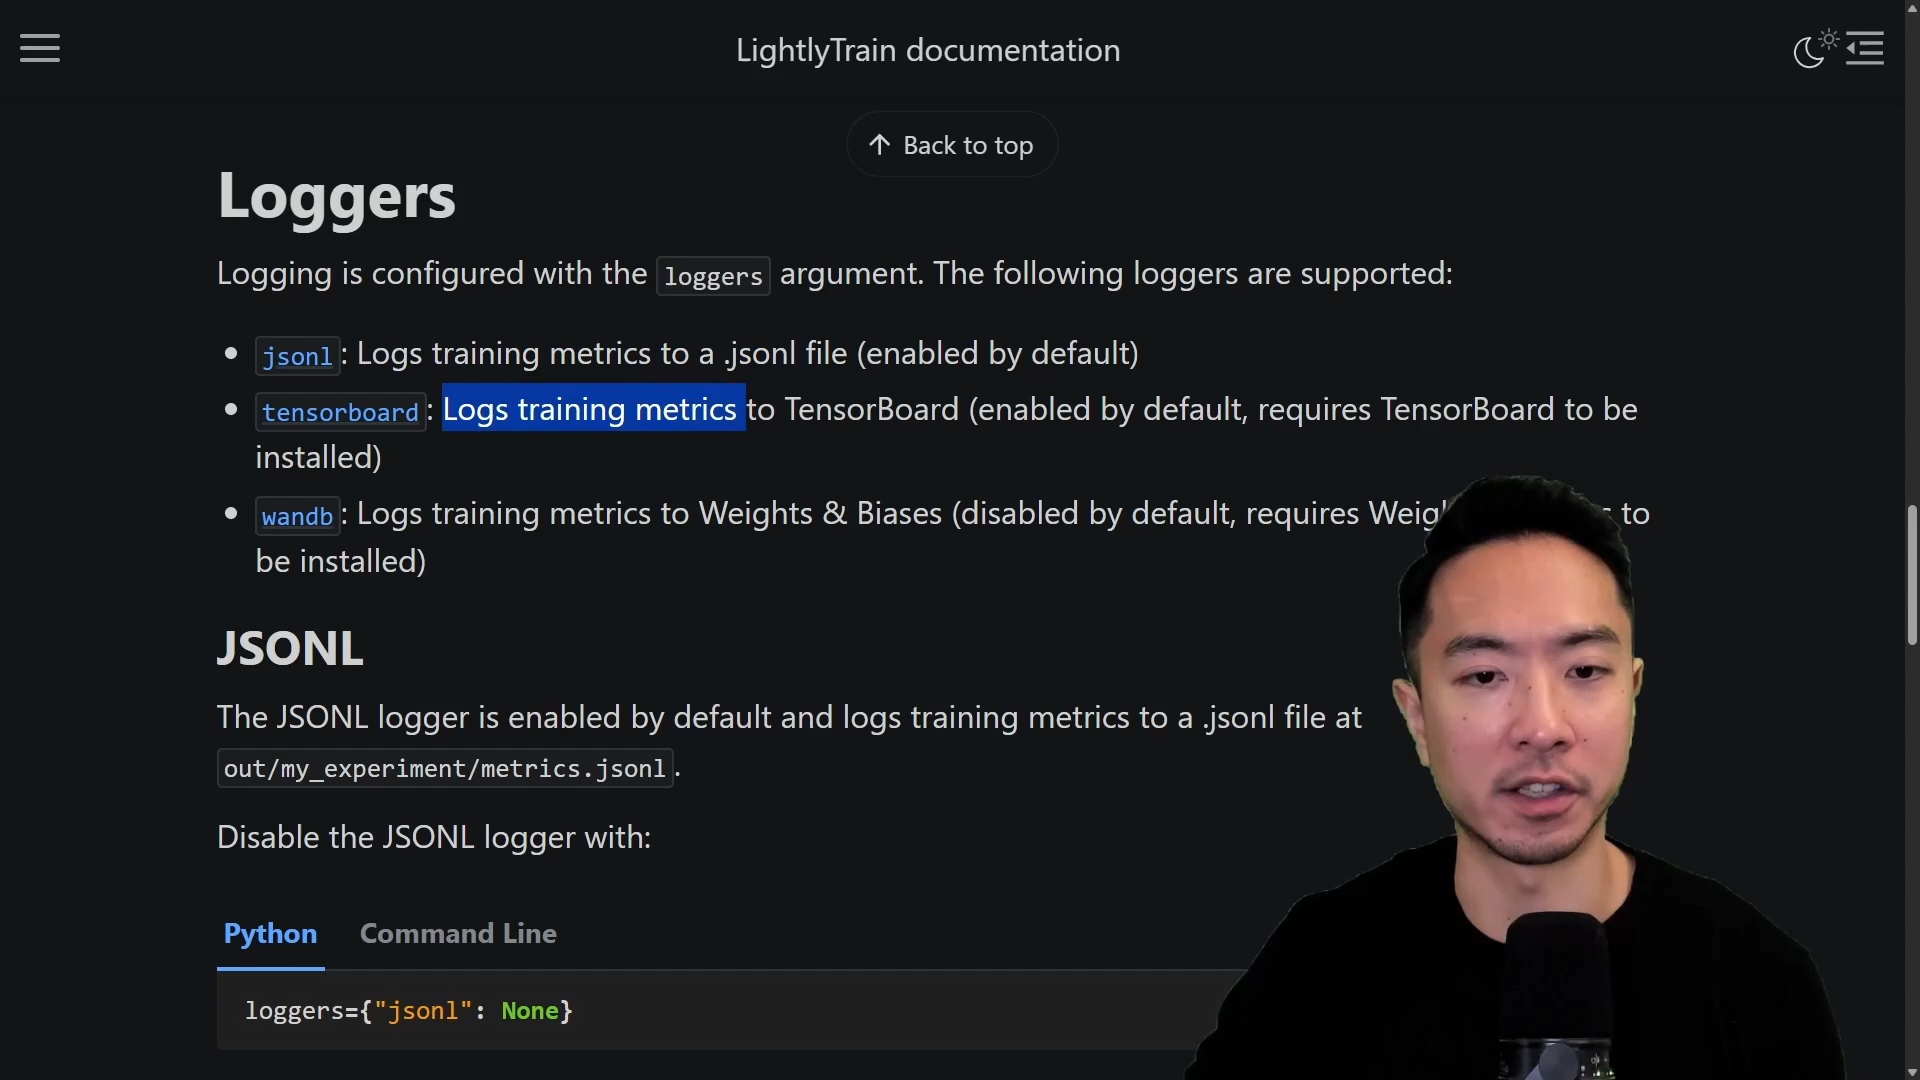 LightlyTrain documentation
Back to top
Loggers
Logging is configured with the loggers argument. The following loggers are supported:
jsonl: Logs training metrics to a .jsonl file (enabled by default)
tensorboard: Logs training metrics to TensorBoard (enabled by default, requires TensorBoard to be
installed)
wandb: Logs training metrics to Weights & Biases (disabled by default, requires to
be installed)
JSONL
The JSONL logger is enabled by default and logs training metrics to a .jsonl file at
out/my_experiment/metrics.jsonl.
Disable the JSONL logger with:
Python Command Line
loggers={"jsonl": None}